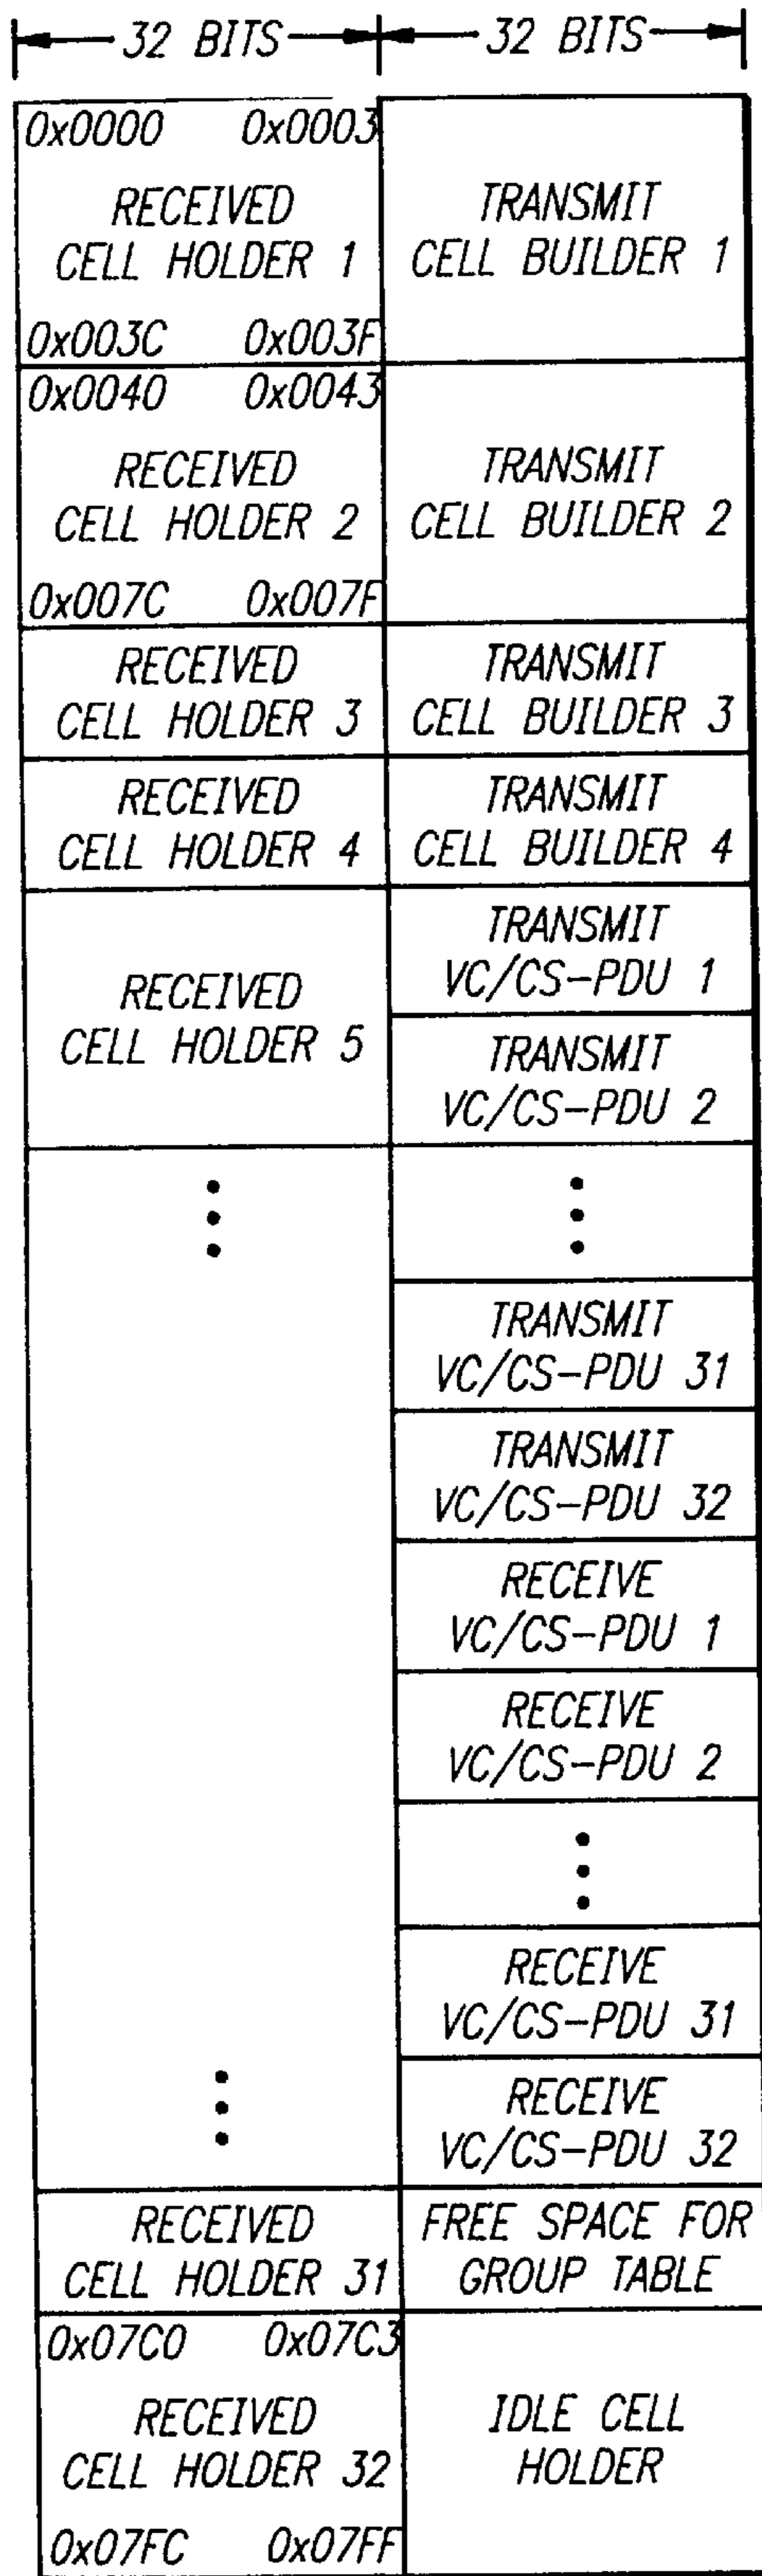 32 BITS 32 BITS
0x0000 0x0003
RECEIVED
CELL HOLDER 1
0x003C 0x003F
TRANSMIT
CELL BUILDER 1
0x0040 0x0043
RECEIVED
CELL HOLDER 2
0x007C 0x007F
TRANSMIT
CELL BUILDER 2
RECEIVED
CELL HOLDER 3
TRANSMIT
CELL BUILDER 3
RECEIVED
CELL HOLDER 4
TRANSMIT
CELL BUILDER 4
RECEIVED
CELL HOLDER 5
TRANSMIT
VC/CS-PDU 1
TRANSMIT
VC/CS-PDU 2
TRANSMIT
VC/CS-PDU 31
TRANSMIT
VC/CS-PDU 32
RECEIVE
VC/CS-PDU 1
RECEIVE
VC/CS-PDU 2
RECEIVE
VC/CS-PDU 31
RECEIVE
VC/CS-PDU 32
RECEIVED
CELL HOLDER 31
FREE SPACE FOR
GROUP TABLE
0x07C0 0x07C3
RECEIVED
CELL HOLDER 32
0x07FC 0x07FF
IDLE CELL
HOLDER